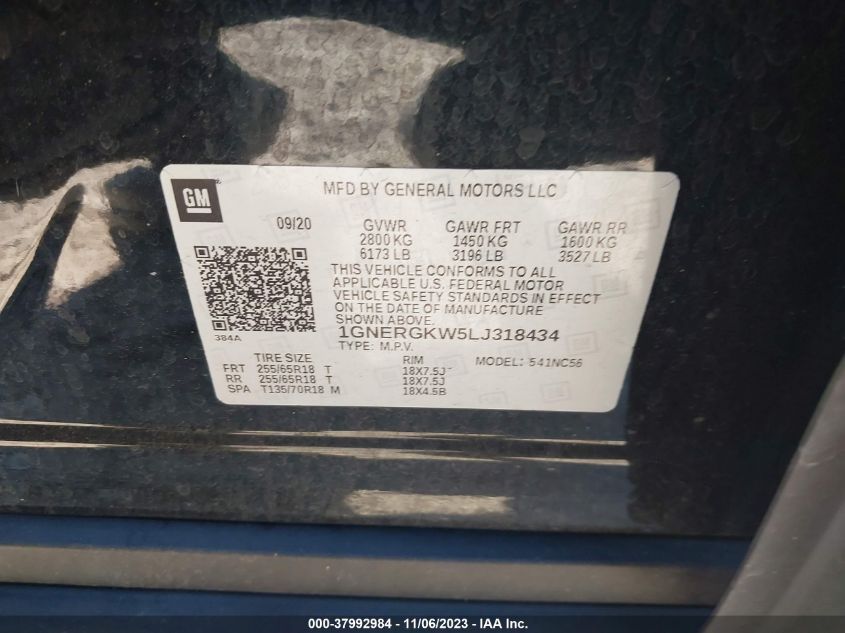 GM
MFD BY GENERAL MOTORS LLC
09/20 GVWR GAWR FRT GAWR RR
2800 KG 1450 KG 1600 KG
6173 LB 3196 LB 3527 LB
THIS VEHICLE CONFORMS TO ALL
APPLICABLE U.S. FEDERAL MOTOR
VEHICLE SAFETY STANDARDS IN EFFECT
ON THE DATE OF MANUFACTURE
SHOWN ABOVE.
384A 1GNERGKW5LJ318434
TYPE: M.P.V.
TIRE SIZE RIM MODEL: 541NC56
FRT 255/65R18 T 18X7.5J
RR 255/65R18 T 18X7.5J
SPA T135/70R18 M 18X4.5B
000-37992984 - 11/06/2023 - IAA Inc.